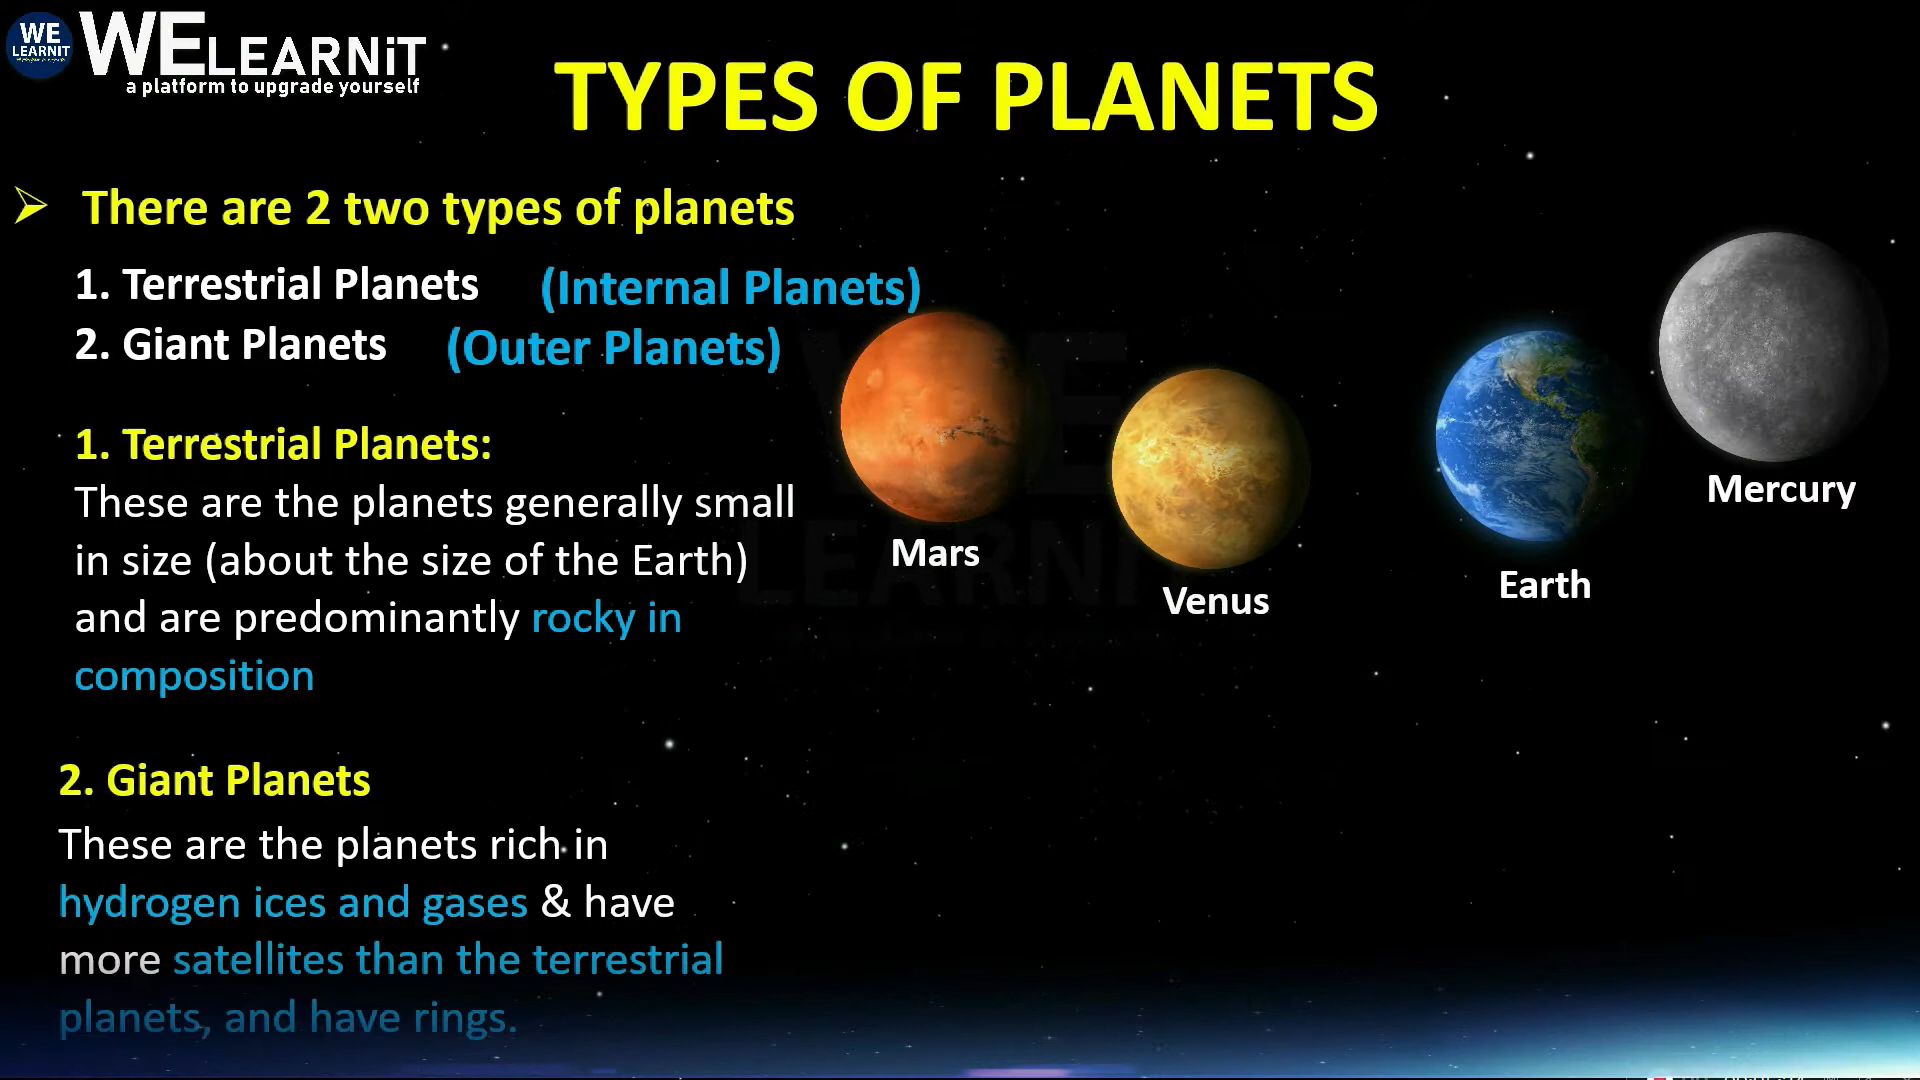 WE
LEARNiT
WELEARNiT
a platform to upgrade yourself
TYPES OF PLANETS
➢ There are 2 two types of planets
1. Terrestrial Planets (Internal Planets)
2. Giant Planets (Outer Planets)
1. Terrestrial Planets:
These are the planets generally small
in size (about the size of the Earth)
and are predominantly rocky in
composition
2. Giant Planets
These are the planets rich in
hydrogen ices and gases & have
more satellites than the terrestrial
planets, and have rings.
Mars
Venus
Earth
Mercury
WE
LEARNi